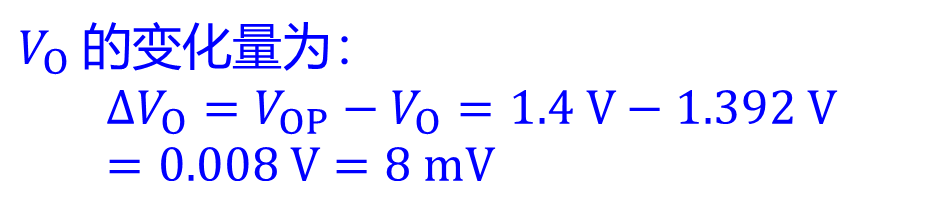 V_O 的变化量为：
ΔV_O = V_OP − V_O = 1.4 V − 1.392 V
= 0.008 V = 8 mV